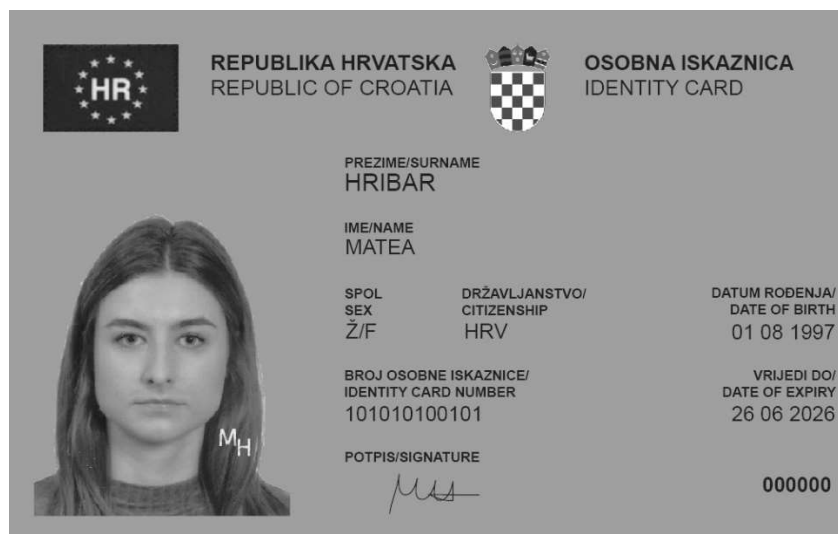 HR
REPUBLIKA HRVATSKA
REPUBLIC OF CROATIA
OSOBNA ISKAZNICA
IDENTITY CARD
PREZIME/SURNAME
HRIBAR
IME/NAME
MATEA
SPOL
SEX
Ž/F
DRŽAVLJANSTVO/
CITIZENSHIP
HRV
DATUM ROĐENJA/
DATE OF BIRTH
01 08 1997
BROJ OSOBNE ISKAZNICE/
IDENTITY CARD NUMBER
101010100101
VRIJEDI DO/
DATE OF EXPIRY
26 06 2026
MH
POTPIS/SIGNATURE
000000